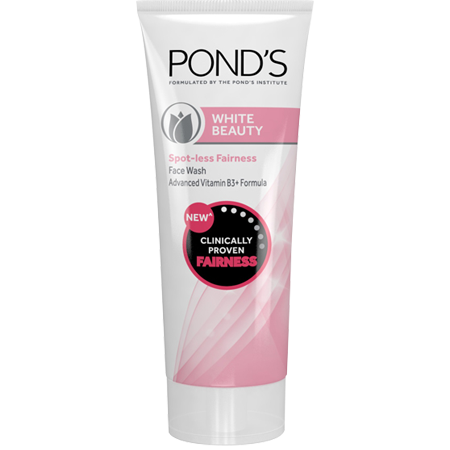 POND'S
FORMULATED BY THE POND'S INSTITUTE
WHITE
BEAUTY
Spot-less Fairness
Face Wash
Advanced Vitamin B3+ Formula
NEW^
CLINICALLY
PROVEN
FAIRNESS